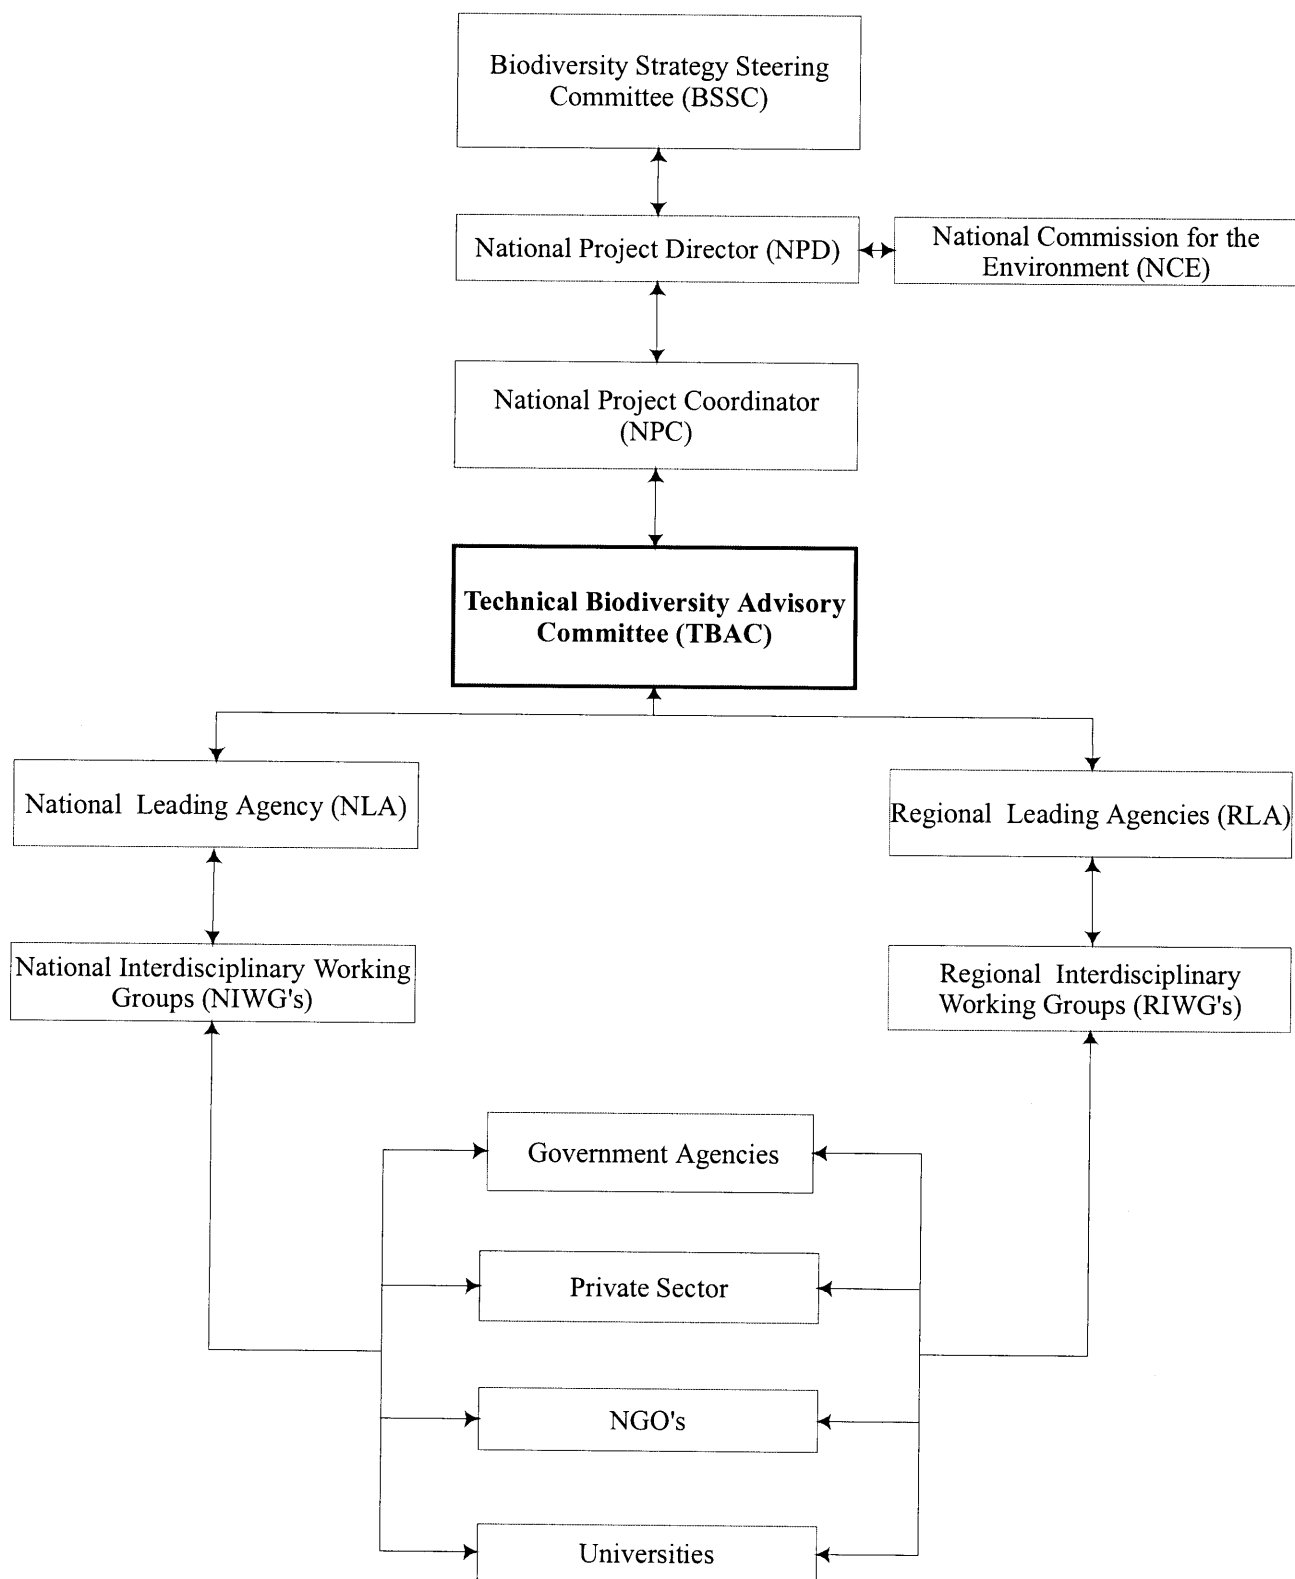 Biodiversity Strategy Steering
Committee (BSSC)
National Project Director (NPD)
National Commission for the
Environment (NCE)
National Project Coordinator
(NPC)
Technical Biodiversity Advisory
Committee (TBAC)
National Leading Agency (NLA)
Regional Leading Agencies (RLA)
National Interdisciplinary Working
Groups (NIWG's)
Regional Interdisciplinary
Working Groups (RIWG's)
Government Agencies
Private Sector
NGO's
Universities